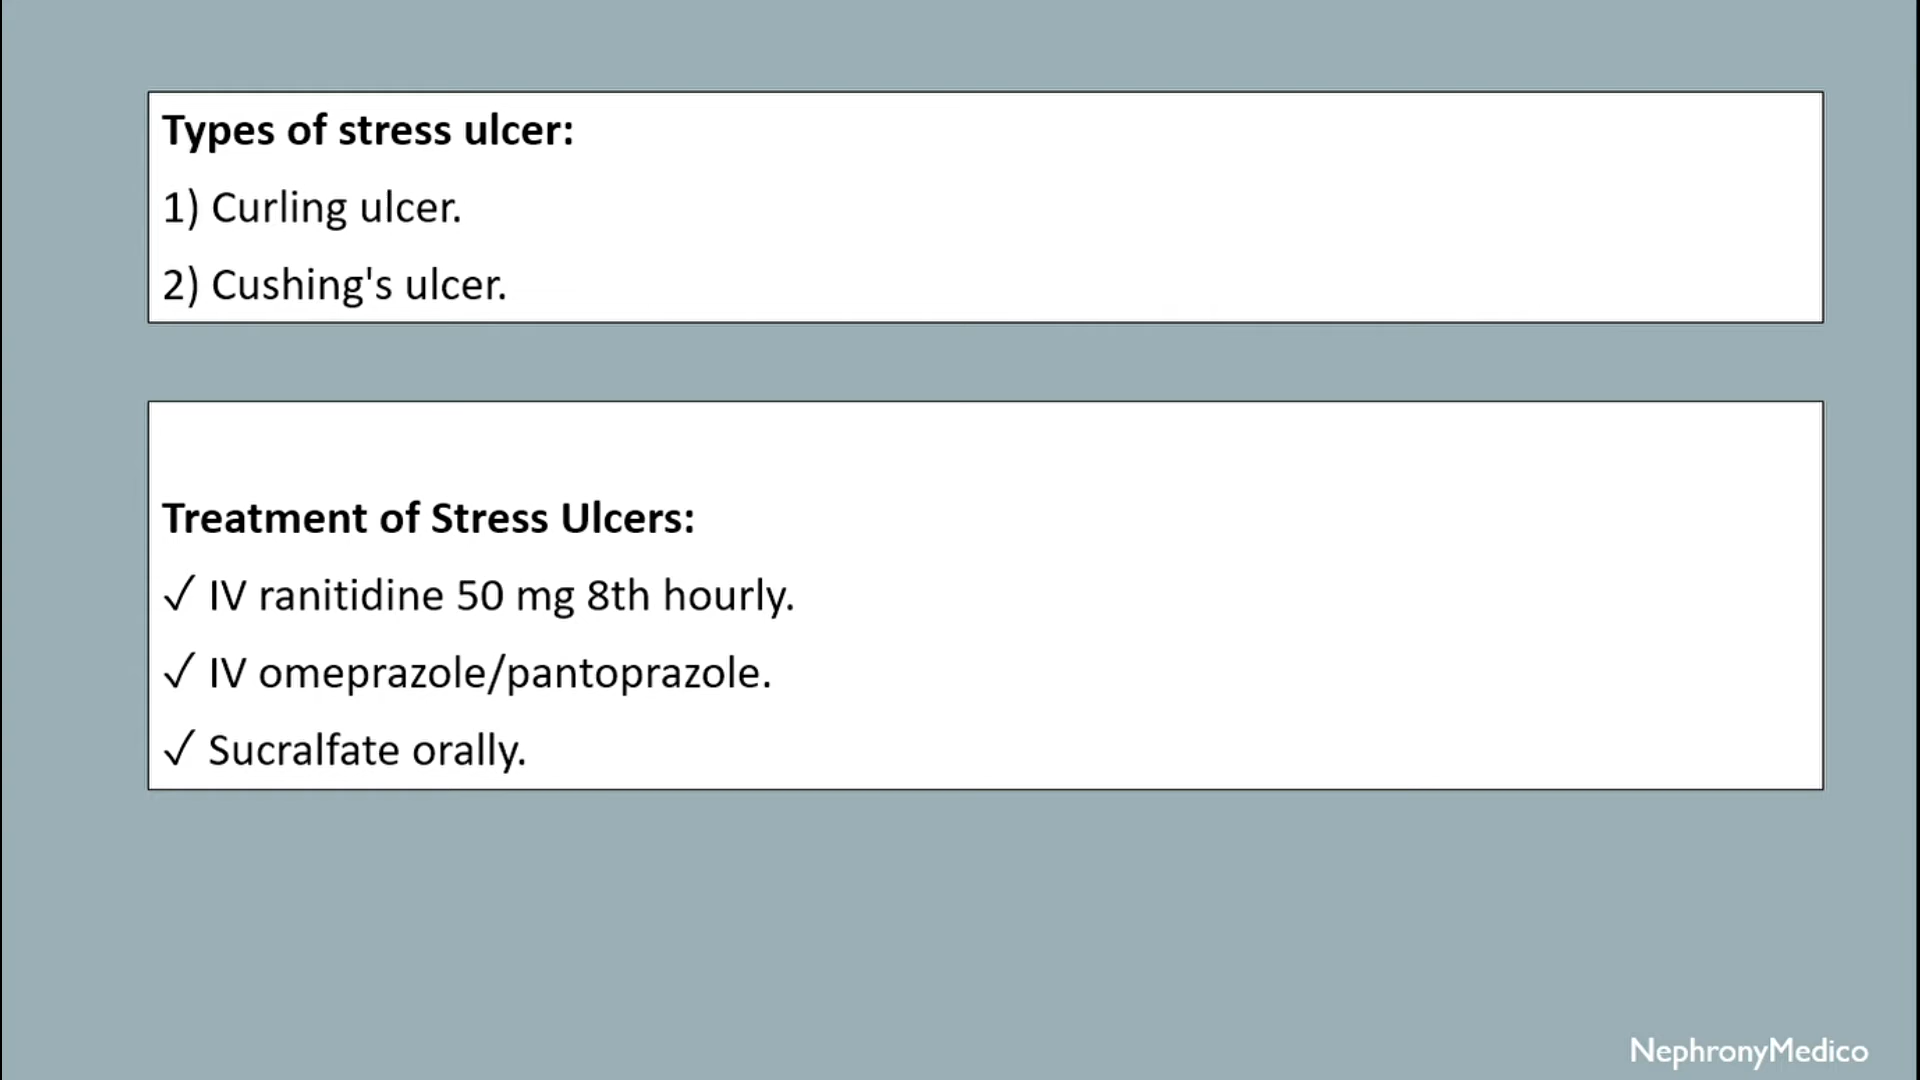 Types of stress ulcer:
1) Curling ulcer.
2) Cushing's ulcer.
Treatment of Stress Ulcers:
✓ IV ranitidine 50 mg 8th hourly.
✓ IV omeprazole/pantoprazole.
✓ Sucralfate orally.
NephronyMedico